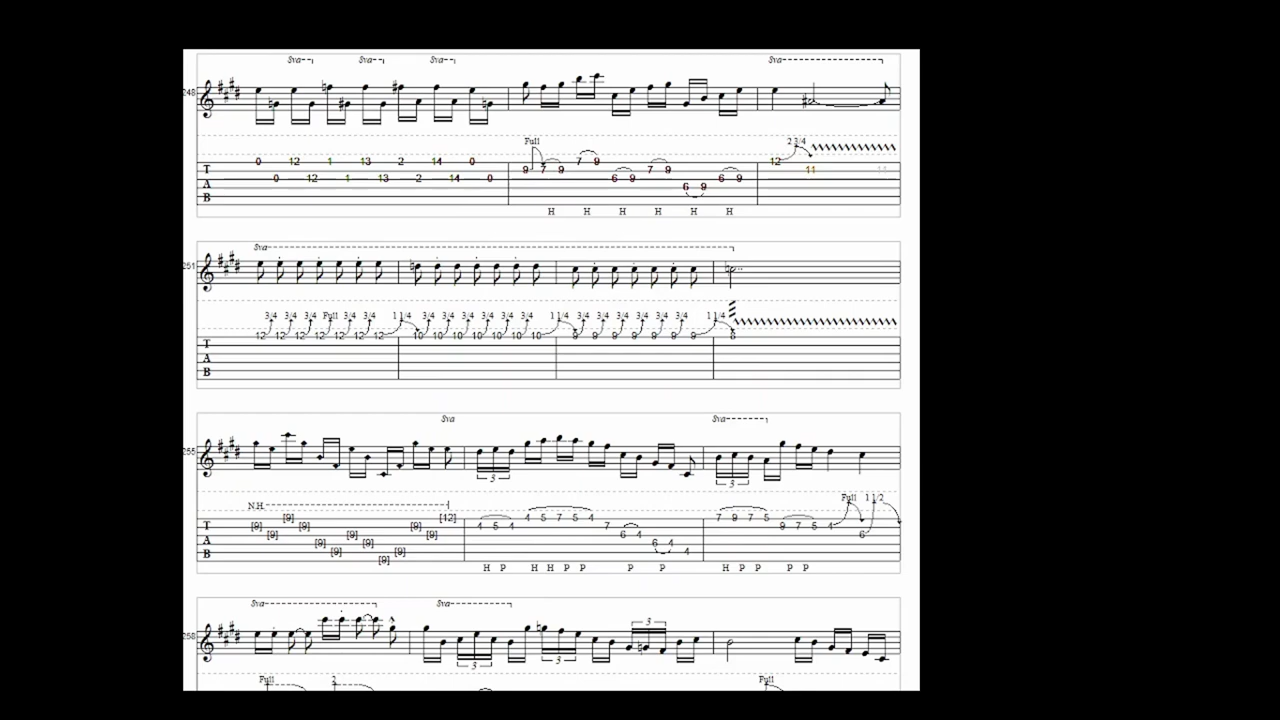 8va 8va 8va
248
Full 2 3/4
0 12 1 13 2 14 0 7 9 12
T 9 7 9 7 9 11 11
A 0 12 1 13 2 14 0 6 9 6 9
B 6 9
H H H H H H
8va
251
3/4 3/4 3/4 Full 3/4 3/4 1 1/4 3/4 3/4 3/4 3/4 3/4 3/4 1 1/4 3/4 3/4 3/4 3/4 3/4 3/4 1 1/4
12 12 12 12 12 12 12 10 10 10 10 10 10 10 9 9 9 9 9 9 9 8
T
A
B
8va 8va
255
3 3
N.H. Full 1 1/2
[9] [12] 4 5 7 5 4 7 9 7 5
T [9] [9] [9] 4 5 4 7 9 7 5 4
A [9] [9] [9] 6 4 6
[9] [9] 6 4
B [9] [9] 4
[9]
H P H H P P P P H P P P P
8va 8va
258
3 3 3
Full 2 Full